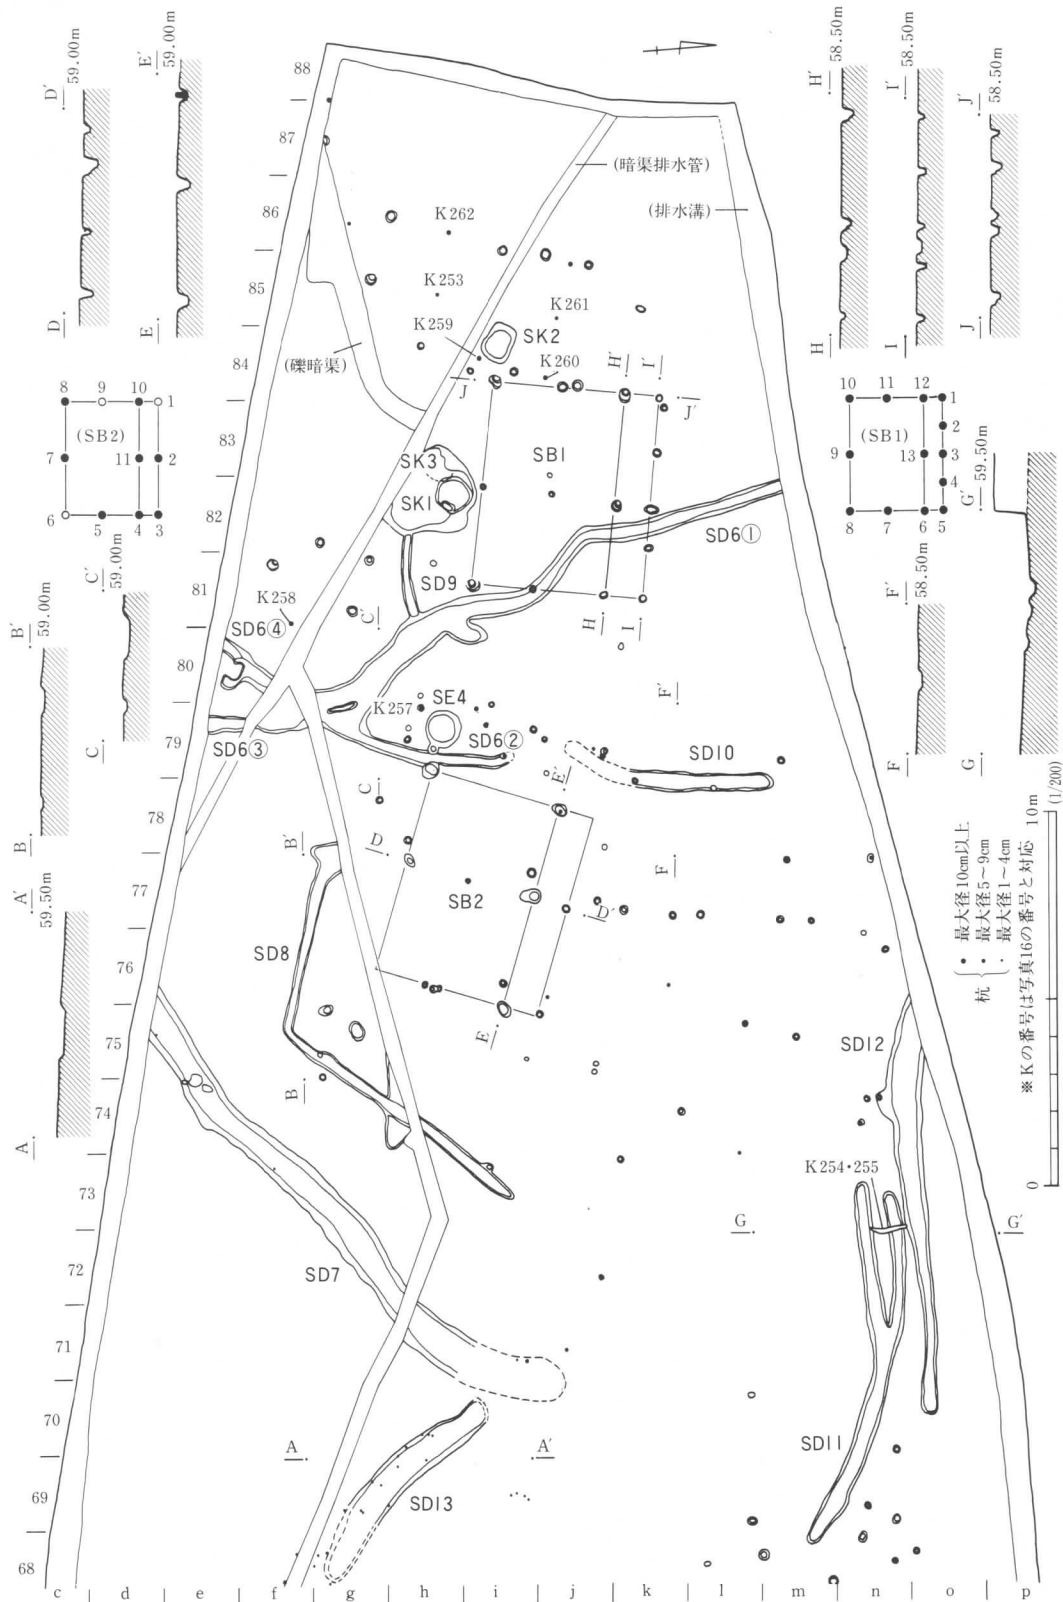 D′ 59.00m
D
E′ 59.00m
E
H′ 58.50m
H
I′ 58.50m
I
J′ 58.50m
J
88
87
86
85
84
83
82
81
80
79
78
77
76
75
74
73
72
71
70
69
68
(暗渠排水管)
(排水溝)
K262
K253
K261
K259
SK2
K260
(礫暗渠)
J
H′
I′
J′
SK3
SB1
SK1
SD6①
SD9
K258
C′
H
I
SD6④
SE4
K257
F′
SD6③
SD6②
SD10
C
E′
B′
D
F
SB2
D′
SD8
E
SD12
B
K254・255
G
G′
SD7
A
A′
SD11
SD13
8 9 10 1
(SB2)
7 11 2
6 5 4 3
10 11 12 1
(SB1)
2
9 13 3
4
8 7 6 5
C′ 59.00m
C
B′ 59.00m
B
A′ 59.50m
A
F′ 58.50m
F
G′ 59.50m
G
杭
最大径10cm以上
最大径5~9cm
最大径1~4cm
※Kの番号は写真16の番号と対応
0 10m
(1/200)
c d e f g h i j k l m n o p